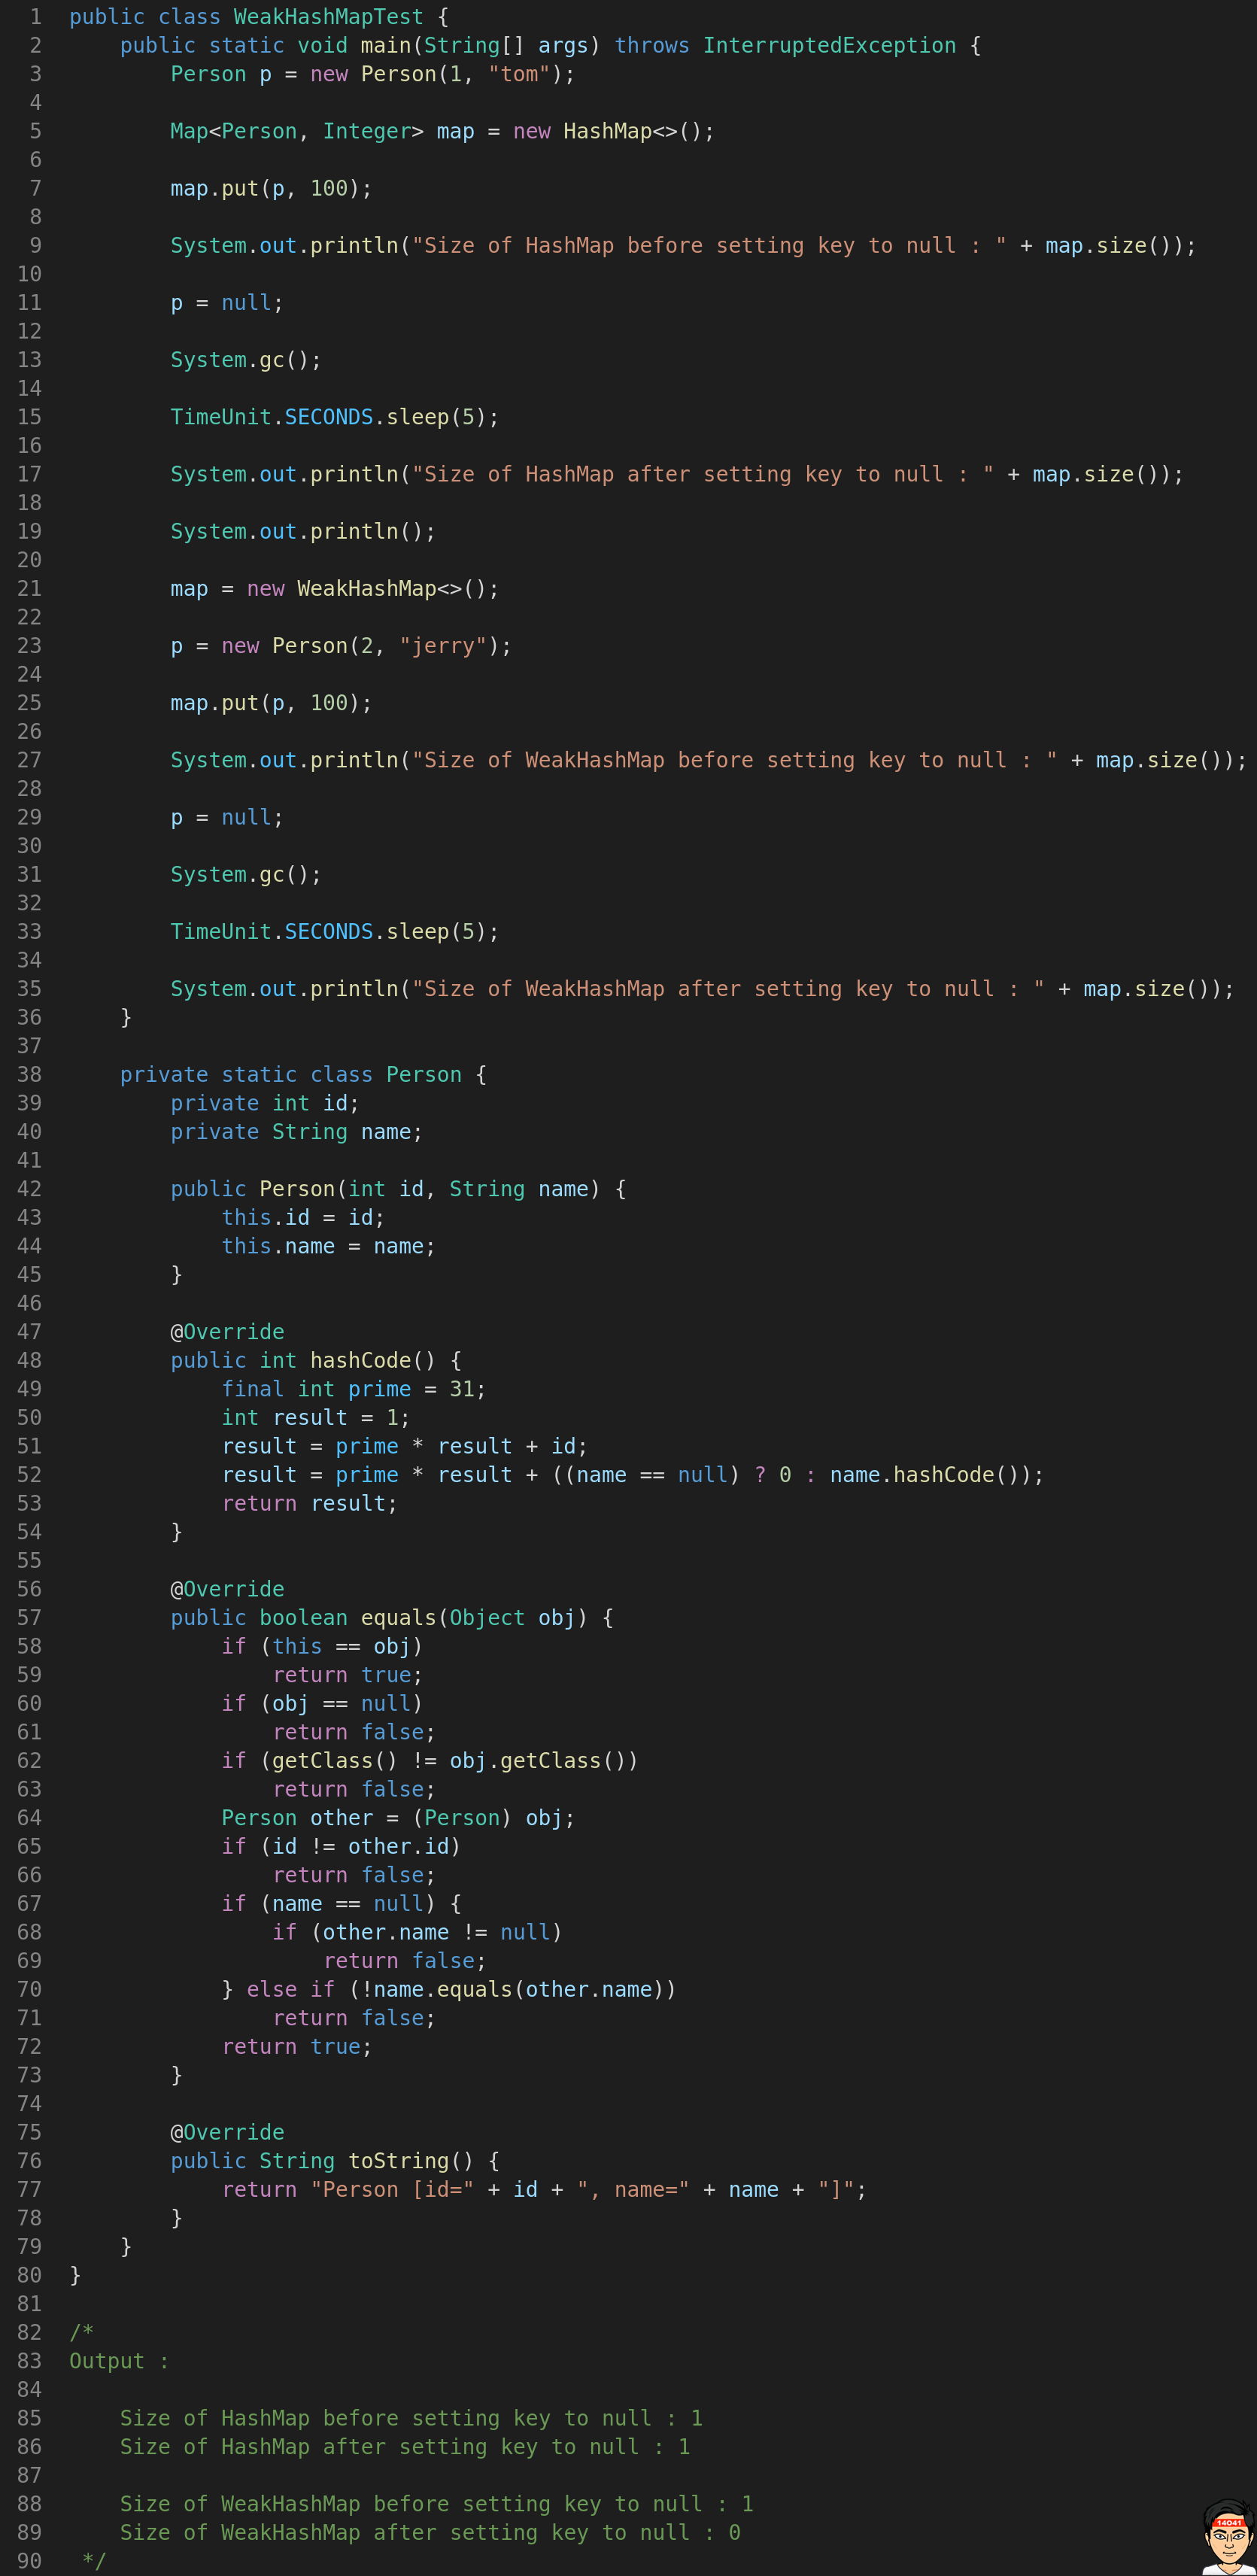 1 public class WeakHashMapTest {
2     public static void main(String[] args) throws InterruptedException {
3         Person p = new Person(1, "tom");
4
5         Map<Person, Integer> map = new HashMap<>();
6
7         map.put(p, 100);
8
9         System.out.println("Size of HashMap before setting key to null : " + map.size());
10
11         p = null;
12
13         System.gc();
14
15         TimeUnit.SECONDS.sleep(5);
16
17         System.out.println("Size of HashMap after setting key to null : " + map.size());
18
19         System.out.println();
20
21         map = new WeakHashMap<>();
22
23         p = new Person(2, "jerry");
24
25         map.put(p, 100);
26
27         System.out.println("Size of WeakHashMap before setting key to null : " + map.size());
28
29         p = null;
30
31         System.gc();
32
33         TimeUnit.SECONDS.sleep(5);
34
35         System.out.println("Size of WeakHashMap after setting key to null : " + map.size());
36     }
37
38     private static class Person {
39         private int id;
40         private String name;
41
42         public Person(int id, String name) {
43             this.id = id;
44             this.name = name;
45         }
46
47         @Override
48         public int hashCode() {
49             final int prime = 31;
50             int result = 1;
51             result = prime * result + id;
52             result = prime * result + ((name == null) ? 0 : name.hashCode());
53             return result;
54         }
55
56         @Override
57         public boolean equals(Object obj) {
58             if (this == obj)
59                 return true;
60             if (obj == null)
61                 return false;
62             if (getClass() != obj.getClass())
63                 return false;
64             Person other = (Person) obj;
65             if (id != other.id)
66                 return false;
67             if (name == null) {
68                 if (other.name != null)
69                     return false;
70             } else if (!name.equals(other.name))
71                 return false;
72             return true;
73         }
74
75         @Override
76         public String toString() {
77             return "Person [id=" + id + ", name=" + name + "]";
78         }
79     }
80 }
81
82 /*
83 Output :
84
85     Size of HashMap before setting key to null : 1
86     Size of HashMap after setting key to null : 1
87
88     Size of WeakHashMap before setting key to null : 1
89     Size of WeakHashMap after setting key to null : 0
90  */
14041